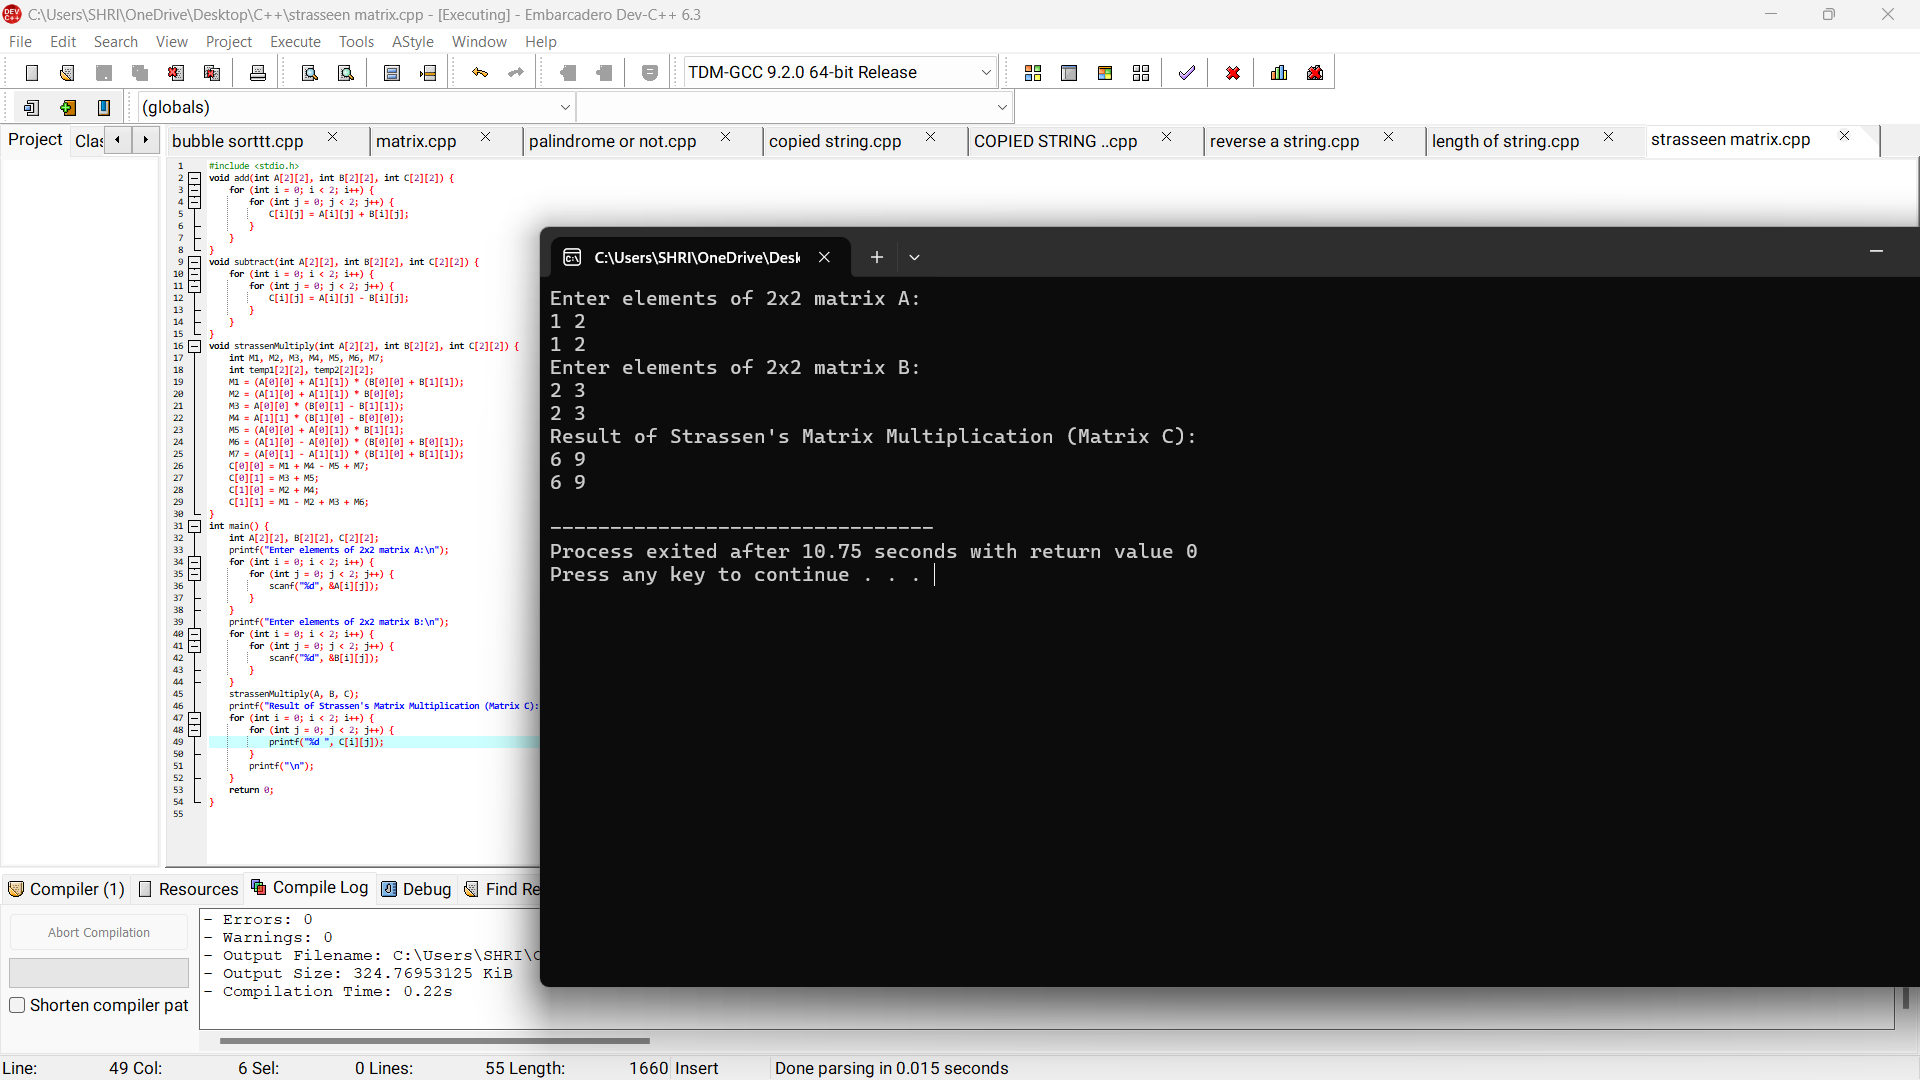 C:\Users\SHRI\OneDrive\Desktop\C++\strasseen matrix.cpp - [Executing] - Embarcadero Dev-C++ 6.3
File Edit Search View Project Execute Tools AStyle Window Help
TDM-GCC 9.2.0 64-bit Release
(globals)
Project Clas bubble sorttt.cpp matrix.cpp palindrome or not.cpp copied string.cpp COPIED STRING ..cpp reverse a string.cpp length of string.cpp strasseen matrix.cpp
1 #include <stdio.h>
2 void add(int A[2][2], int B[2][2], int C[2][2]) {
3 for (int i = 0; i < 2; i++) {
4 for (int j = 0; j < 2; j++) {
5 C[i][j] = A[i][j] + B[i][j];
6 }
7 }
8 }
9 void subtract(int A[2][2], int B[2][2], int C[2][2]) {
10 for (int i = 0; i < 2; i++) {
11 for (int j = 0; j < 2; j++) {
12 C[i][j] = A[i][j] - B[i][j];
13 }
14 }
15 }
16 void strassenMultiply(int A[2][2], int B[2][2], int C[2][2]) {
17 int M1, M2, M3, M4, M5, M6, M7;
18 int temp1[2][2], temp2[2][2];
19 M1 = (A[0][0] + A[1][1]) * (B[0][0] + B[1][1]);
20 M2 = (A[1][0] + A[1][1]) * B[0][0];
21 M3 = A[0][0] * (B[0][1] - B[1][1]);
22 M4 = A[1][1] * (B[1][0] - B[0][0]);
23 M5 = (A[0][0] + A[0][1]) * B[1][1];
24 M6 = (A[1][0] - A[0][0]) * (B[0][0] + B[0][1]);
25 M7 = (A[0][1] - A[1][1]) * (B[1][0] + B[1][1]);
26 C[0][0] = M1 + M4 - M5 + M7;
27 C[0][1] = M3 + M5;
28 C[1][0] = M2 + M4;
29 C[1][1] = M1 - M2 + M3 + M6;
30 }
31 int main() {
32 int A[2][2], B[2][2], C[2][2];
33 printf("Enter elements of 2x2 matrix A:\n");
34 for (int i = 0; i < 2; i++) {
35 for (int j = 0; j < 2; j++) {
36 scanf("%d", &A[i][j]);
37 }
38 }
39 printf("Enter elements of 2x2 matrix B:\n");
40 for (int i = 0; i < 2; i++) {
41 for (int j = 0; j < 2; j++) {
42 scanf("%d", &B[i][j]);
43 }
44 }
45 strassenMultiply(A, B, C);
46 printf("Result of Strassen's Matrix Multiplication (Matrix C):
47 for (int i = 0; i < 2; i++) {
48 for (int j = 0; j < 2; j++) {
49 printf("%d ", C[i][j]);
50 }
51 printf("\n");
52 }
53 return 0;
54 }
55
C:\Users\SHRI\OneDrive\Desk
Enter elements of 2x2 matrix A:
1 2
1 2
Enter elements of 2x2 matrix B:
2 3
2 3
Result of Strassen's Matrix Multiplication (Matrix C):
6 9
6 9
--------------------------------
Process exited after 10.75 seconds with return value 0
Press any key to continue . . .
Compiler (1) Resources Compile Log Debug Find Re
Abort Compilation
Shorten compiler pat
- Errors: 0
- Warnings: 0
- Output Filename: C:\Users\SHRI\O
- Output Size: 324.76953125 KiB
- Compilation Time: 0.22s
Line: 49 Col: 6 Sel: 0 Lines: 55 Length: 1660 Insert Done parsing in 0.015 seconds